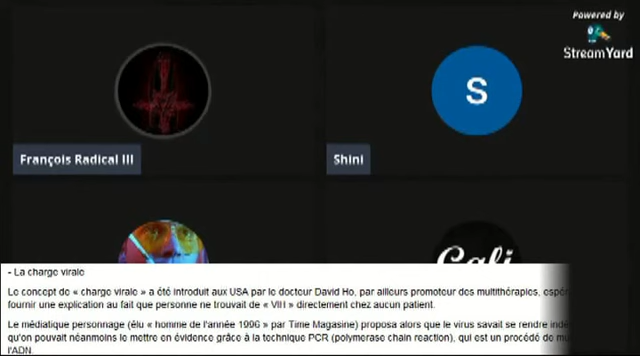 Powered by
StreamYard
François Radical III
S
Shini
Cali
- La charge virale
Le concept de « charge virale » a été introduit aux USA par le docteur David Ho, par ailleurs promoteur des multithérapies,
fournir une explication au fait que personne ne trouvait de « VIH » directement chez aucun patient.
Le médiatique personnage (élu « homme de l'année 1996 » par Time Magasine) proposa alors que le virus savait se rendre
qu'on pouvait néanmoins le mettre en évidence grâce à la technique PCR (polymerase chain reaction), qui est un procédé de
l'ADN.